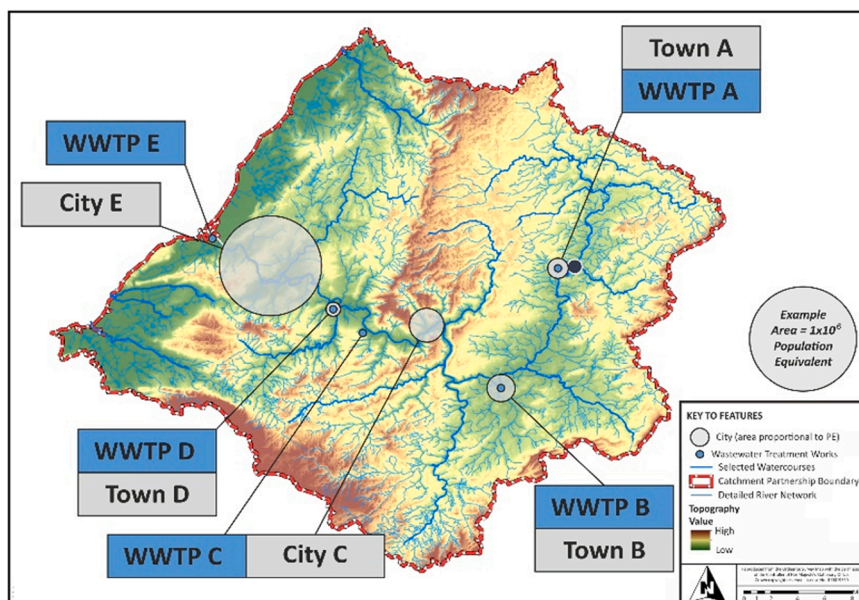 Town A
WWTP A
WWTP E
City E
Example
Area = 1x10⁶
Population
Equivalent
WWTP D
Town D
WWTP C
City C
WWTP B
Town B
KEY TO FEATURES
City (area proportional to PE)
Wastewater Treatment Works
Selected Watercourses
Catchment Partnership Boundary
Detailed River Network
Topography
Value
High
Low
N